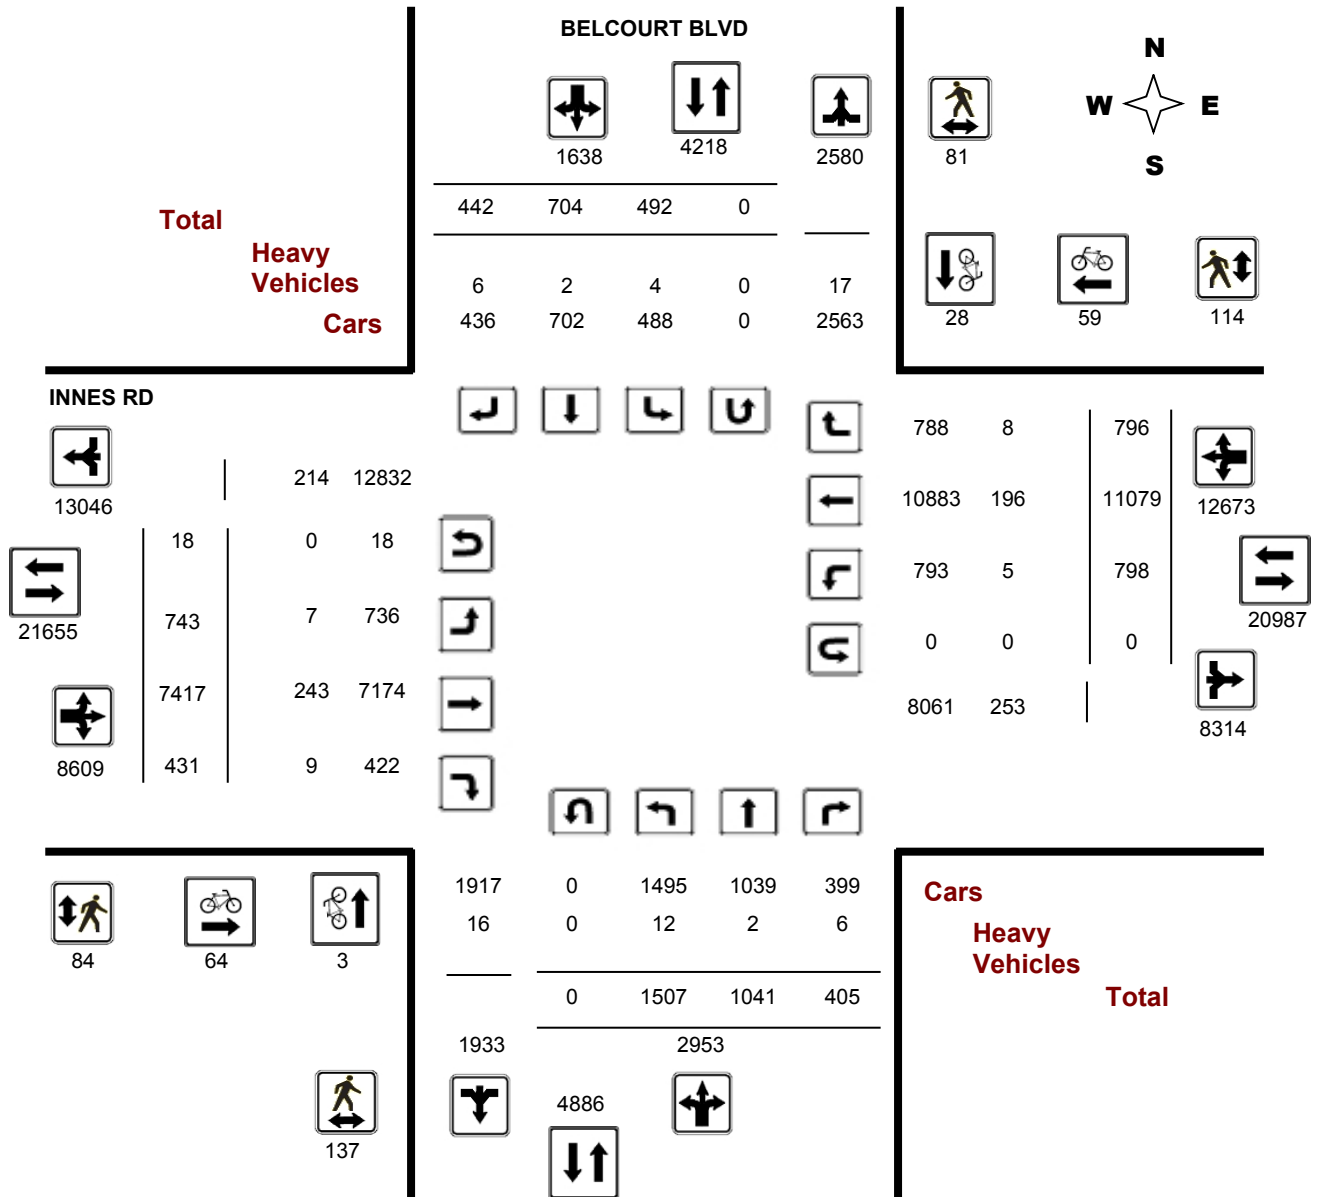 BELCOURT BLVD
N
W E
S
1638 4218 2580 81
442 704 492 0
Total
Heavy
Vehicles
6 2 4 0 17
Cars
436 702 488 0 2563
28 59 114
INNES RD
788 8 796
214 12832
13046
10883 196 11079 12673
18 0 18
793 5 798
21655
743 7 736
20987
0 0 0
7417 243 7174
8061 253
8314
8609
431 9 422
1917 0 1495 1039 399
Cars
16 0 12 2 6
Heavy
Vehicles
84 64 3
0 1507 1041 405
Total
1933 2953
4886
137